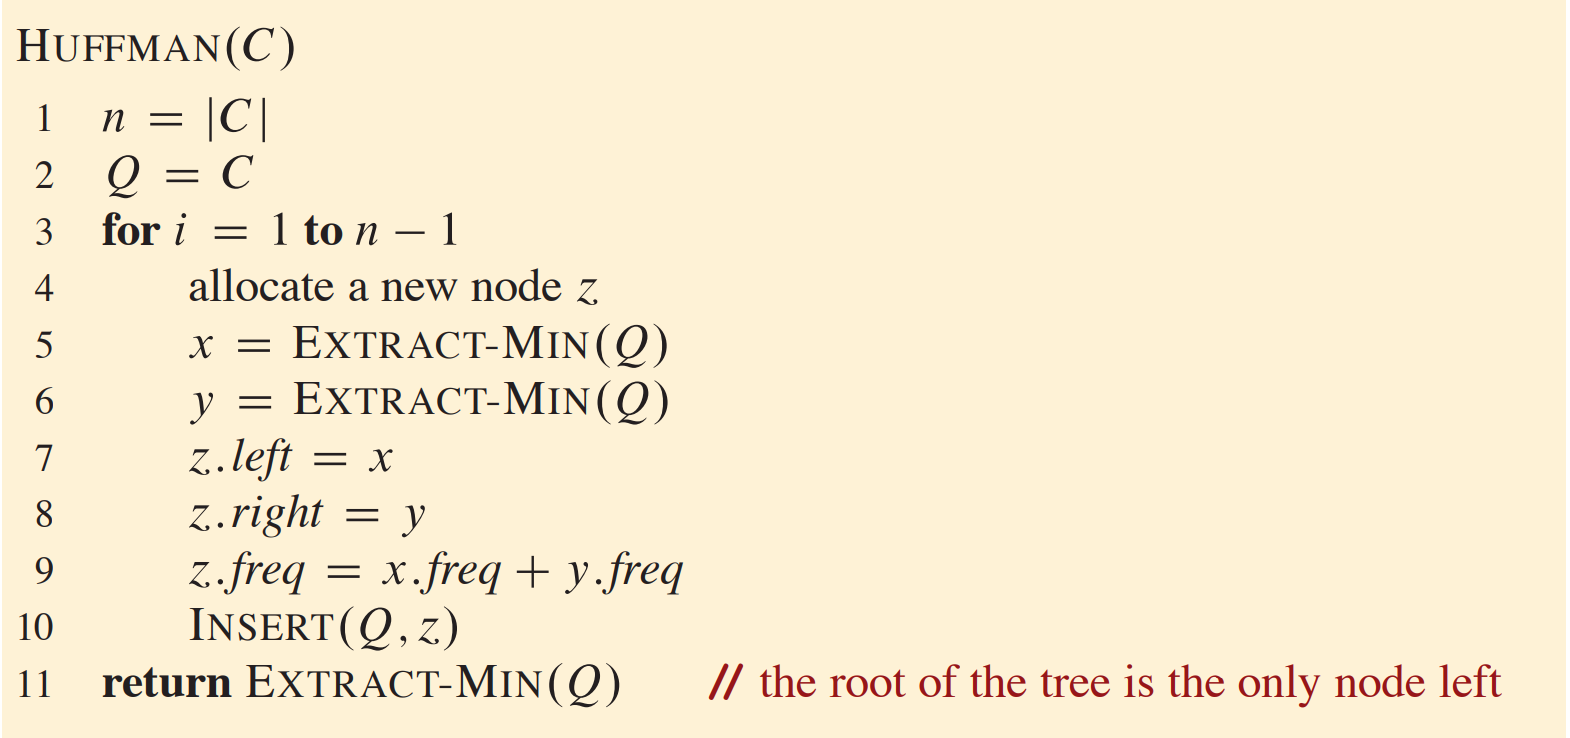 HUFFMAN(C)
1 n = |C|
2 Q = C
3 for i = 1 to n − 1
4 allocate a new node z
5 x = EXTRACT-MIN(Q)
6 y = EXTRACT-MIN(Q)
7 z.left = x
8 z.right = y
9 z.freq = x.freq + y.freq
10 INSERT(Q, z)
11 return EXTRACT-MIN(Q) // the root of the tree is the only node left